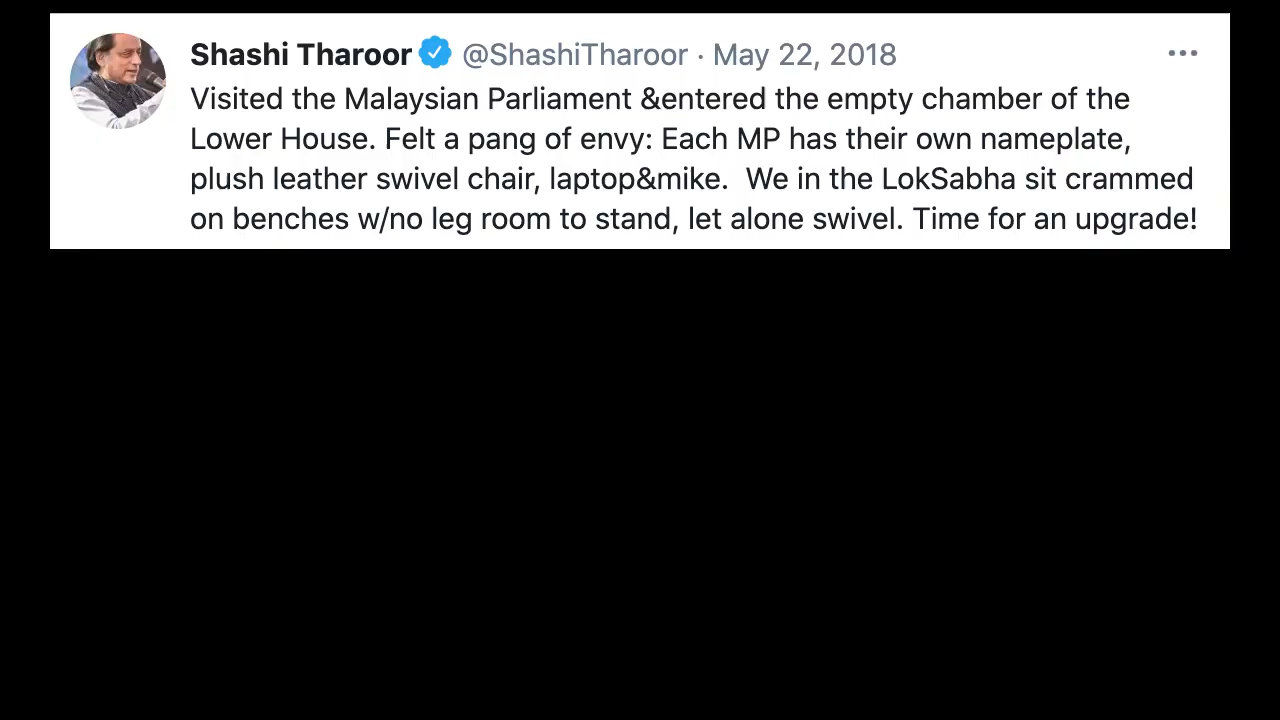 Shashi Tharoor @ShashiTharoor · May 22, 2018
Visited the Malaysian Parliament &entered the empty chamber of the
Lower House. Felt a pang of envy: Each MP has their own nameplate,
plush leather swivel chair, laptop&mike.  We in the LokSabha sit crammed
on benches w/no leg room to stand, let alone swivel. Time for an upgrade!